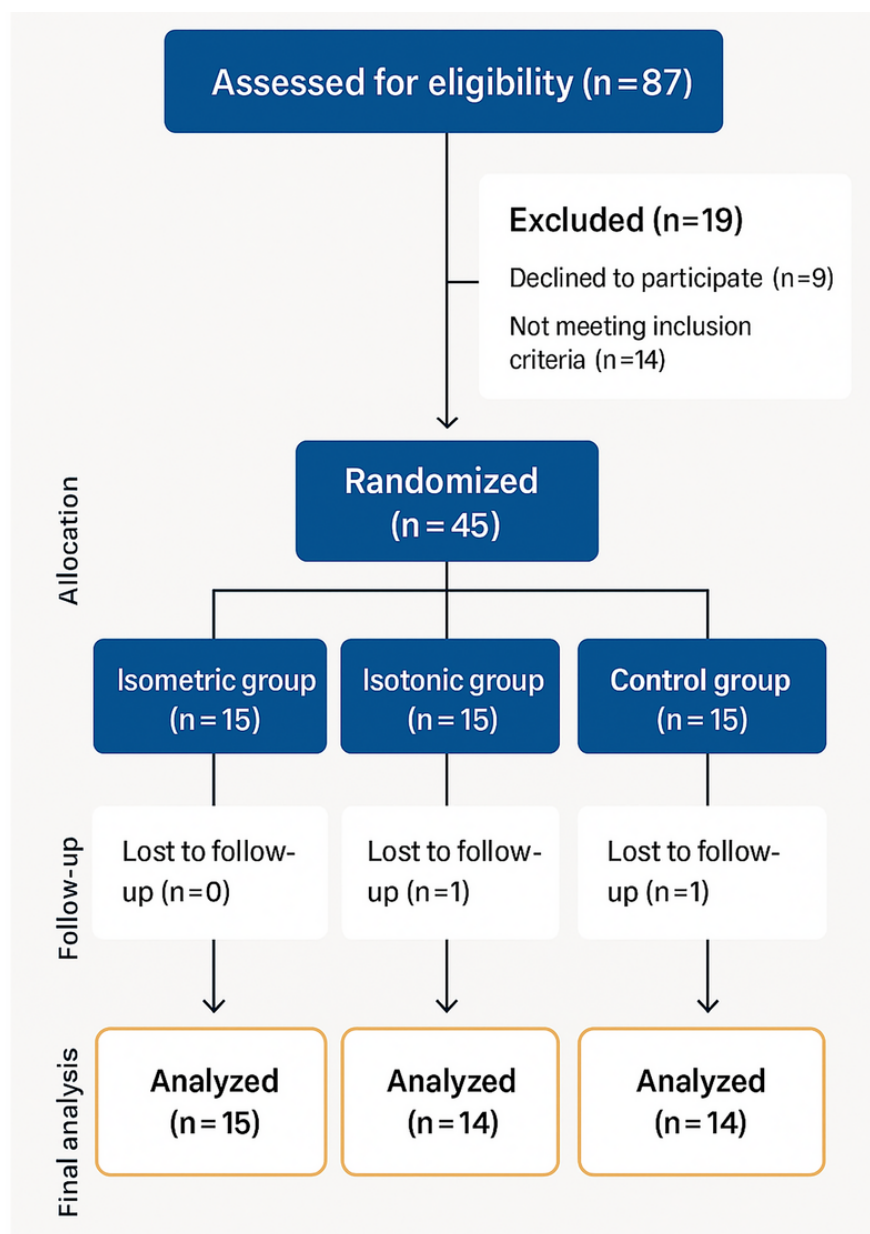 Assessed for eligibility (n=87)
Excluded (n=19)
Declined to participate (n=9)
Not meeting inclusion
criteria (n=14)
Allocation
Randomized
(n=45)
Isometric group
(n=15)
Isotonic group
(n=15)
Control group
(n=15)
Follow-up
Lost to follow-
up (n=0)
Lost to follow-
up (n=1)
Lost to follow-
up (n=1)
Final analysis
Analyzed
(n=15)
Analyzed
(n=14)
Analyzed
(n=14)